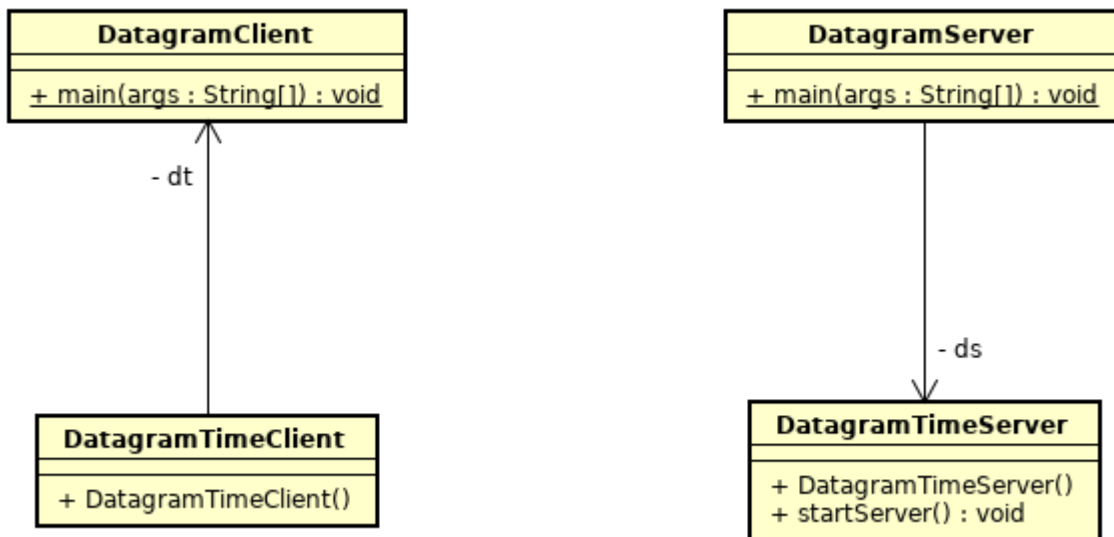 DatagramClient
+ main(args : String[]) : void
- dt
DatagramTimeClient
+ DatagramTimeClient()
DatagramServer
+ main(args : String[]) : void
- ds
DatagramTimeServer
+ DatagramTimeServer()
+ startServer() : void